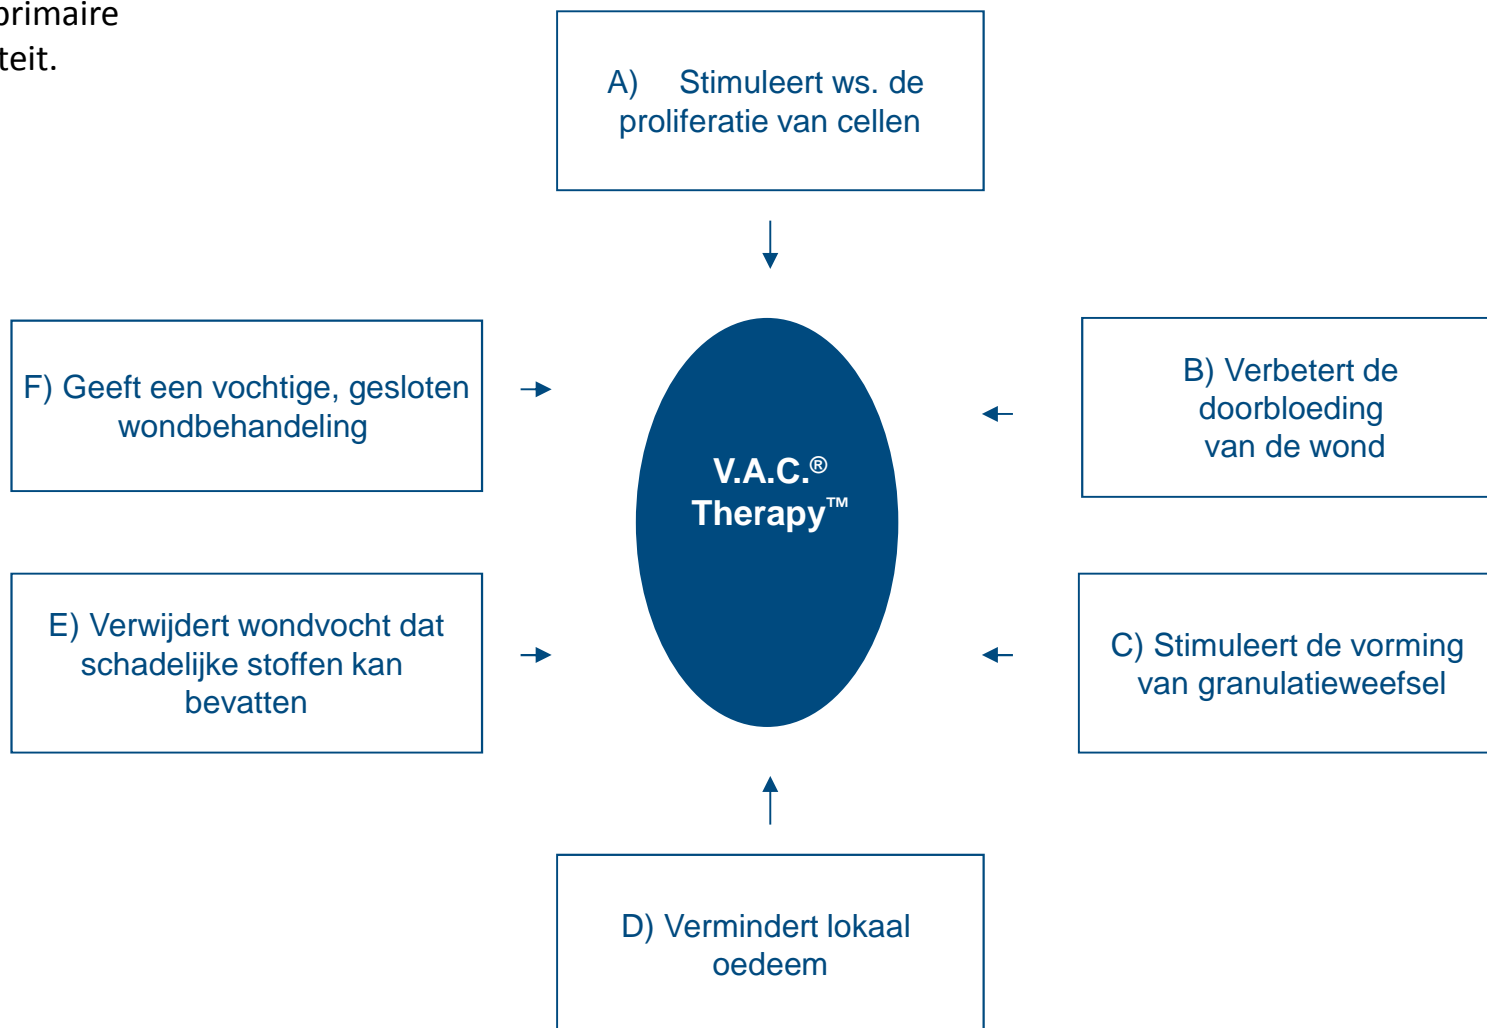 primaire
teit.
A) Stimuleert ws. de
proliferatie van cellen
F) Geeft een vochtige, gesloten
wondbehandeling
B) Verbetert de
doorbloeding
van de wond
V.A.C.®
Therapy™
E) Verwijdert wondvocht dat
schadelijke stoffen kan
bevatten
C) Stimuleert de vorming
van granulatieweefsel
D) Vermindert lokaal
oedeem